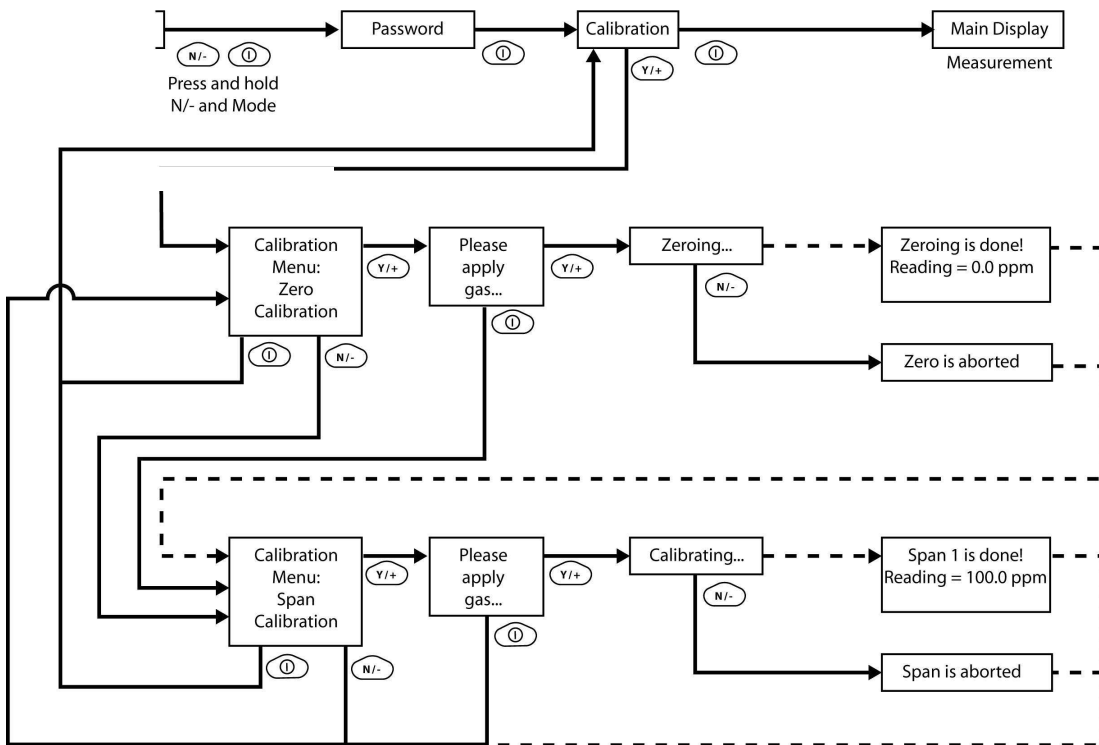 Password
Calibration
Main Display
Measurement
N/-
Press and hold
N/- and Mode
Y/+
Calibration
Menu:
Zero
Calibration
Y/+
Please
apply
gas...
Y/+
Zeroing...
N/-
Zeroing is done!
Reading = 0.0 ppm
N/-
Zero is aborted
Calibration
Menu:
Span
Calibration
Y/+
Please
apply
gas...
Y/+
Calibrating...
N/-
Span 1 is done!
Reading = 100.0 ppm
N/-
Span is aborted